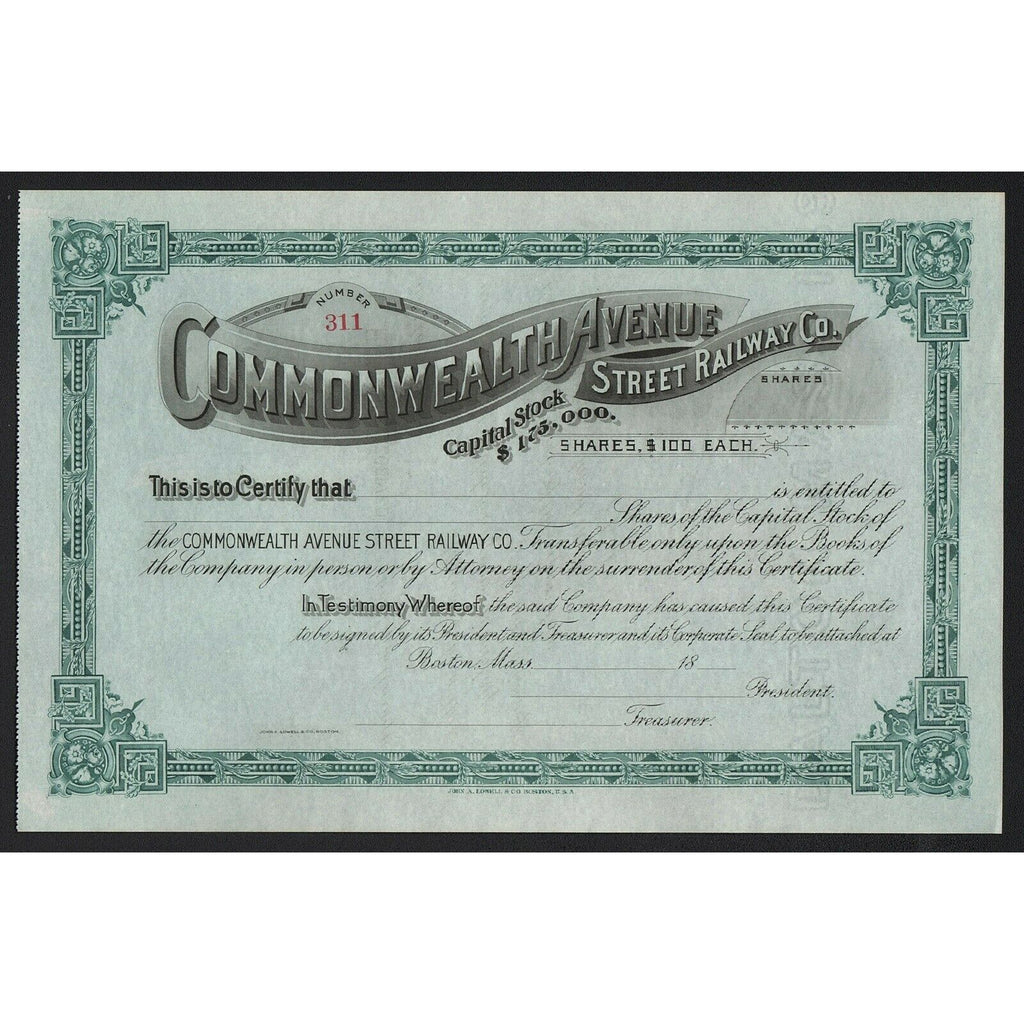 NUMBER
311
COMMONWEALTH AVENUE
STREET RAILWAY CO.
SHARES
Capital Stock
$ 175,000.
SHARES, $100 EACH.
This is to Certify that is entitled to
Shares of the Capital Stock of
the COMMONWEALTH AVENUE STREET RAILWAY CO. Transferable only upon the Books of
the Company in person or by Attorney on the surrender of this Certificate.
In Testimony Whereof the said Company has caused this Certificate
to be signed by its President and Treasurer and its Corporate Seal to be attached at
Boston, Mass. 18
President.
Treasurer.
JOHN A. LOWELL & CO. BOSTON.
JOHN A. LOWELL & CO. BOSTON, U.S.A